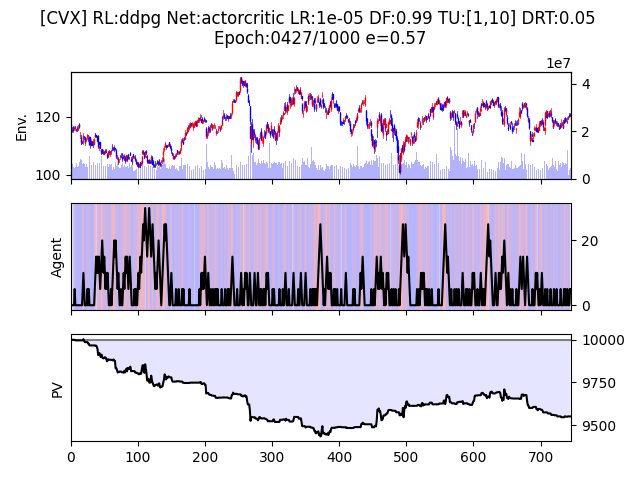 [CVX] RL:ddpg Net:actorcritic LR:1e-05 DF:0.99 TU:[1,10] DRT:0.05
Epoch:0427/1000 e=0.57
1e7
Env.
120
100
4
2
0
Agent
20
0
PV
10000
9750
9500
0 100 200 300 400 500 600 700